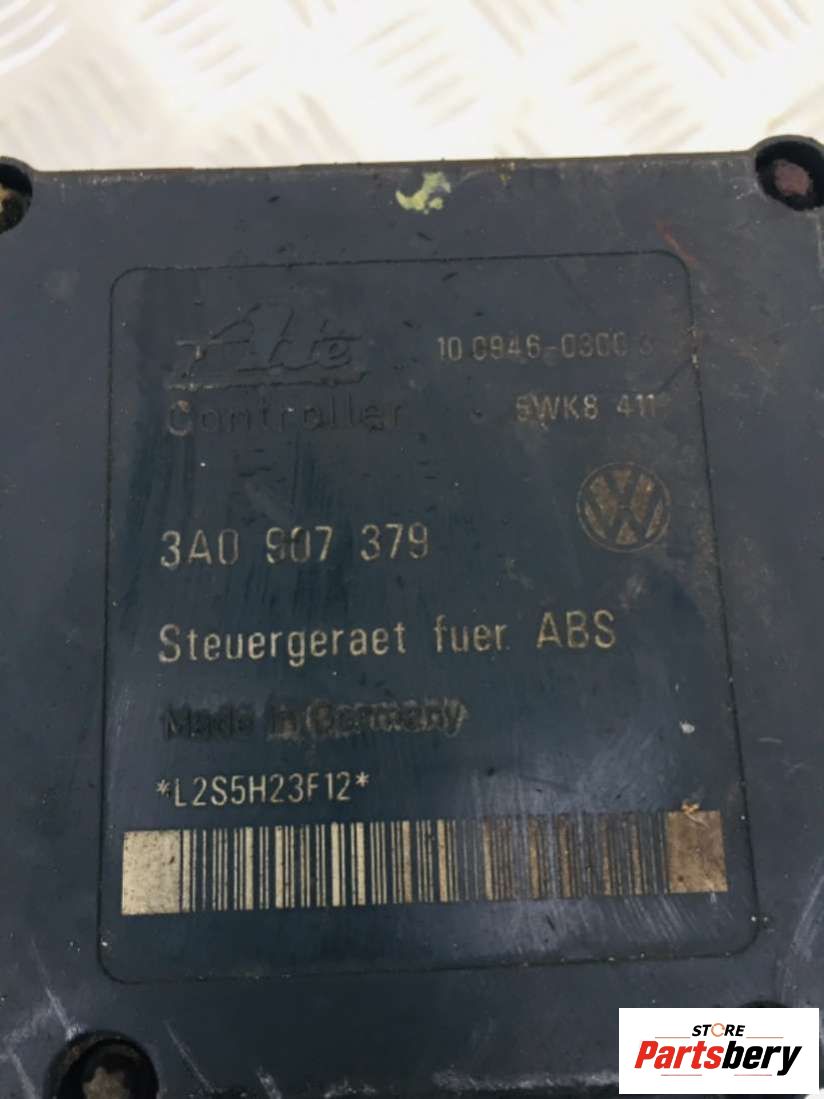 Ate
10.0946-0300.3
Controller
5WK8 411
3A0 907 379
Steuergeraet fuer ABS
Made in Germany
*L2S5H23F12*
STORE
Partsbery